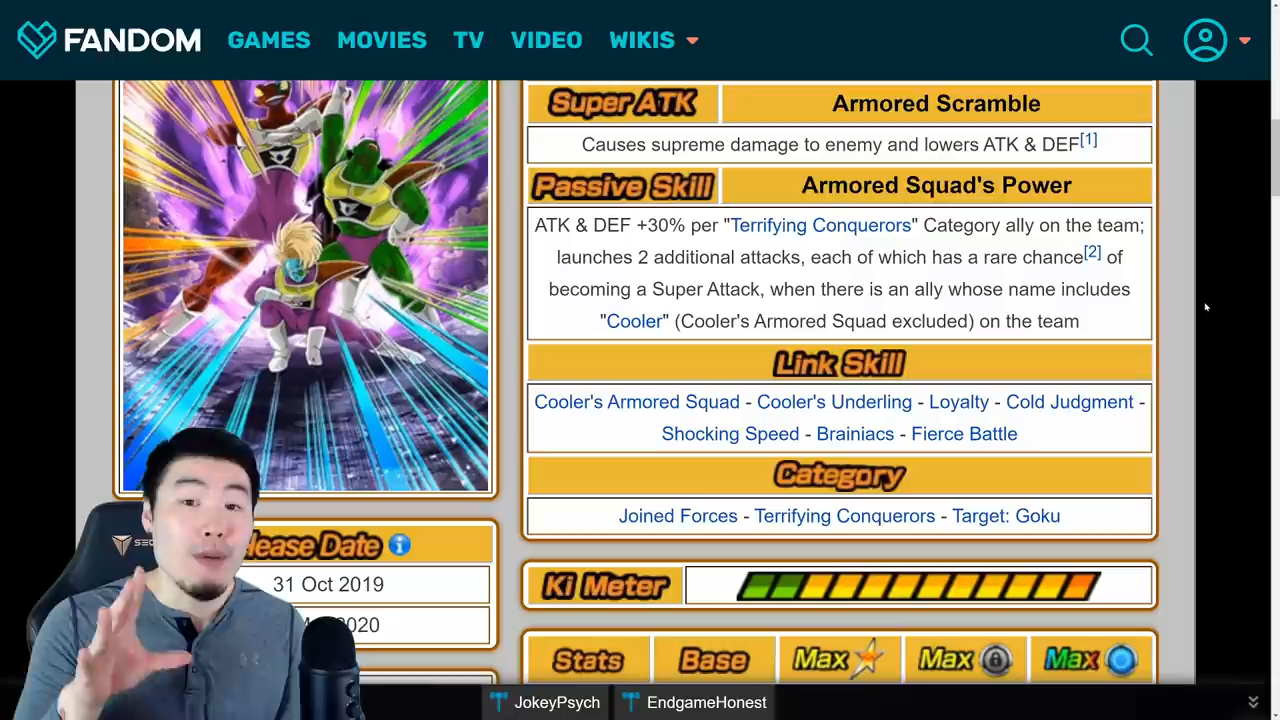 FANDOM GAMES MOVIES TV VIDEO WIKIS
Super ATK Armored Scramble
Causes supreme damage to enemy and lowers ATK & DEF[1]
Passive Skill Armored Squad's Power
ATK & DEF +30% per "Terrifying Conquerors" Category ally on the team;
launches 2 additional attacks, each of which has a rare chance[2] of
becoming a Super Attack, when there is an ally whose name includes
"Cooler" (Cooler's Armored Squad excluded) on the team
Link Skill
Cooler's Armored Squad - Cooler's Underling - Loyalty - Cold Judgment -
Shocking Speed - Brainiacs - Fierce Battle
Category
Joined Forces - Terrifying Conquerors - Target: Goku
lease Date
31 Oct 2019
2020
Ki Meter
Stats Base Max Max Max
JokeyPsych EndgameHonest